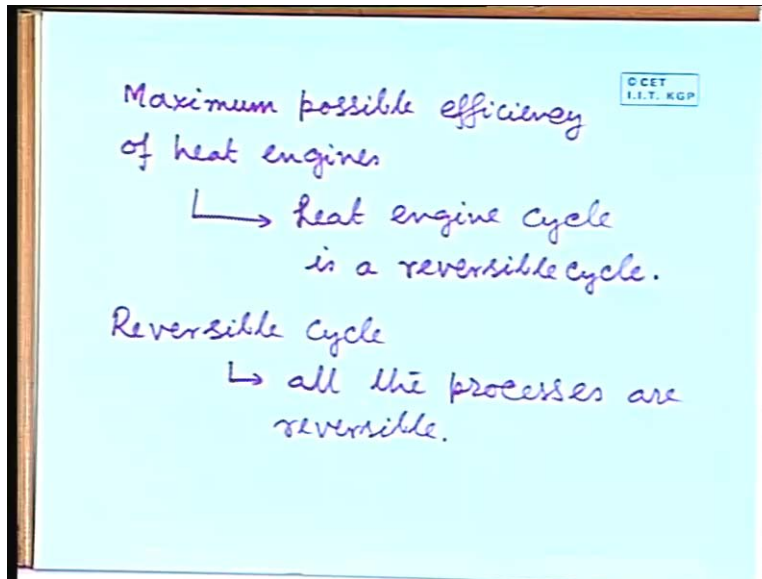 © CET
I.I.T. KGP
Maximum possible efficiency
of heat engines
heat engine cycle
is a reversible cycle.
Reversible cycle
all the processes are
reversible.